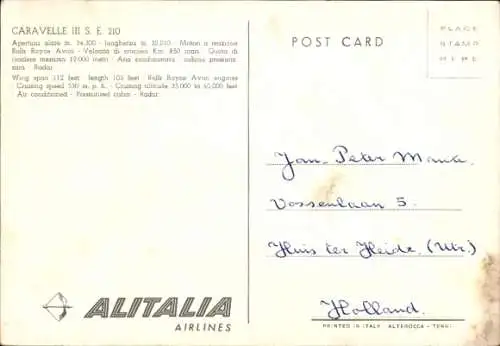 CARAVELLE III S. E. 210
Apertura alare m. 34,300 - lunghezza m. 32,010 - Motori a reazione
Rolls Royce Avon - Velocità di crociera Km. 850 orari - Quota di
crociera massima 12.000 metri - Aria condizionata - cabina pressuriz-
zata - Radar
Wing span 112 feet - length 105 feet - Rolls Royce Avon engines
Cruising speed 530 m. p. h. - Cruising altitude 35.000 to 40,000 feet
Air conditioned - Pressurized cabin - Radar
POST CARD
PLACE
STAMP
HERE
Jan Peter
Vossenlaan 5.
Huis ter Heide. (Utr.)
Holland.
ALITALIA
AIRLINES
PRINTED IN ITALY ALTEROCCA - TERNI